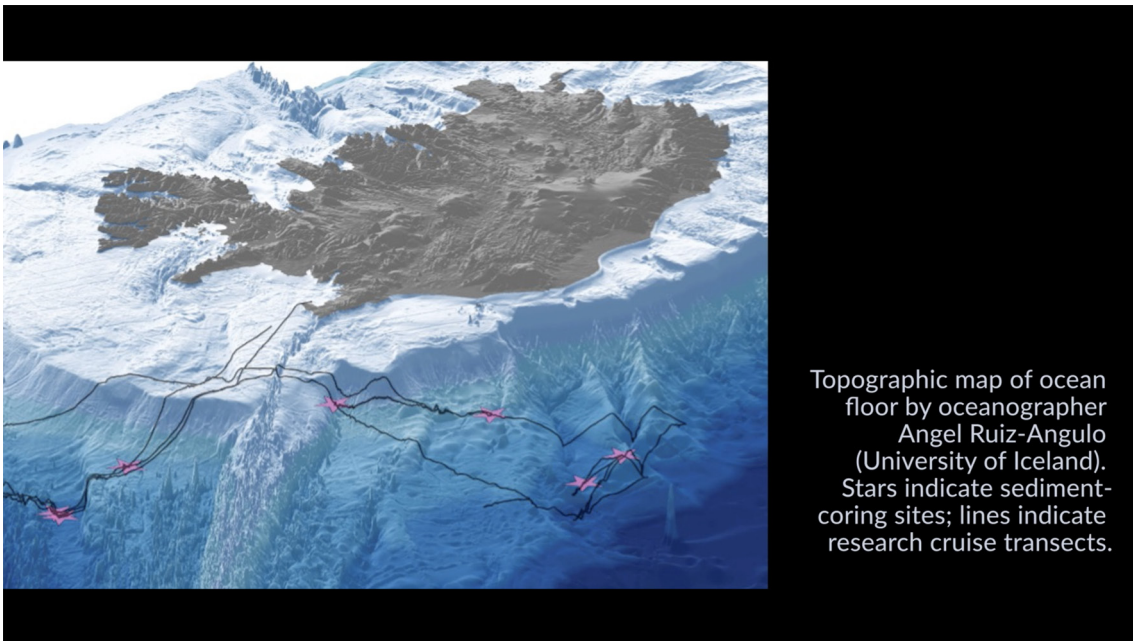 Topographic map of ocean
floor by oceanographer
Angel Ruiz-Angulo
(University of Iceland).
Stars indicate sediment-
coring sites; lines indicate
research cruise transects.